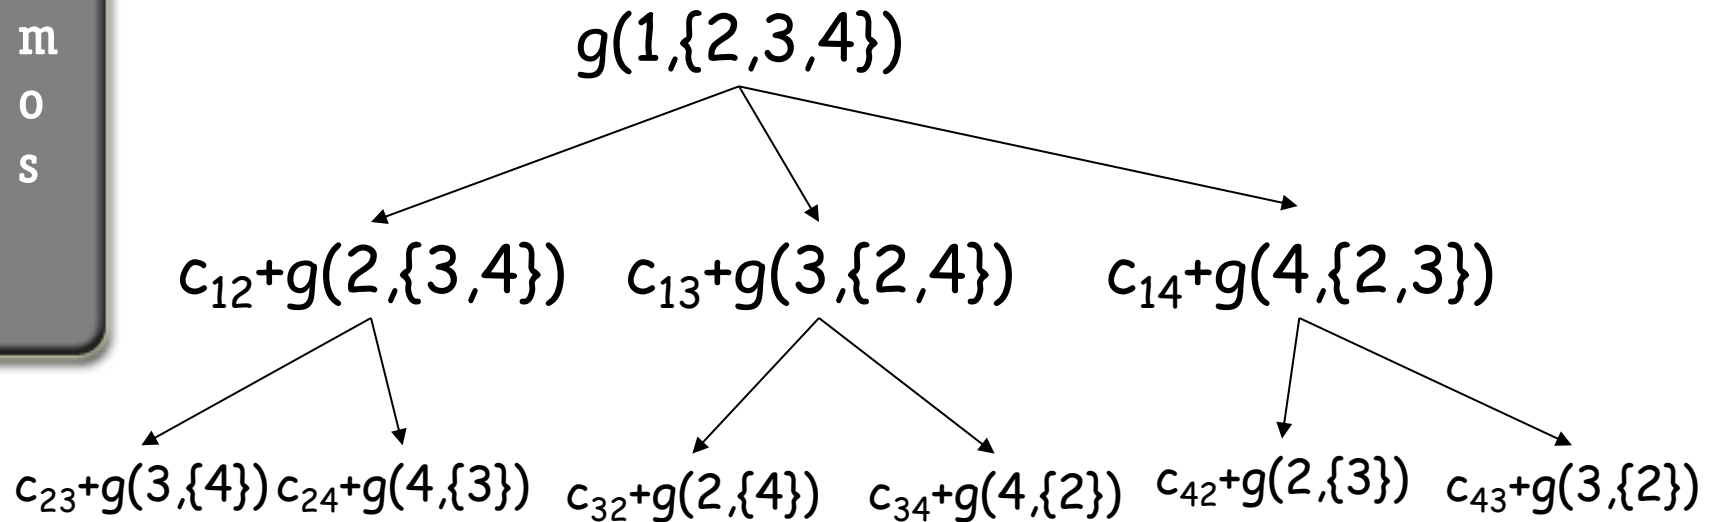 m
o
s
g(1,{2,3,4})
c₁₂+g(2,{3,4}) c₁₃+g(3,{2,4}) c₁₄+g(4,{2,3})
c₂₃+g(3,{4}) c₂₄+g(4,{3}) c₃₂+g(2,{4}) c₃₄+g(4,{2}) c₄₂+g(2,{3}) c₄₃+g(3,{2})